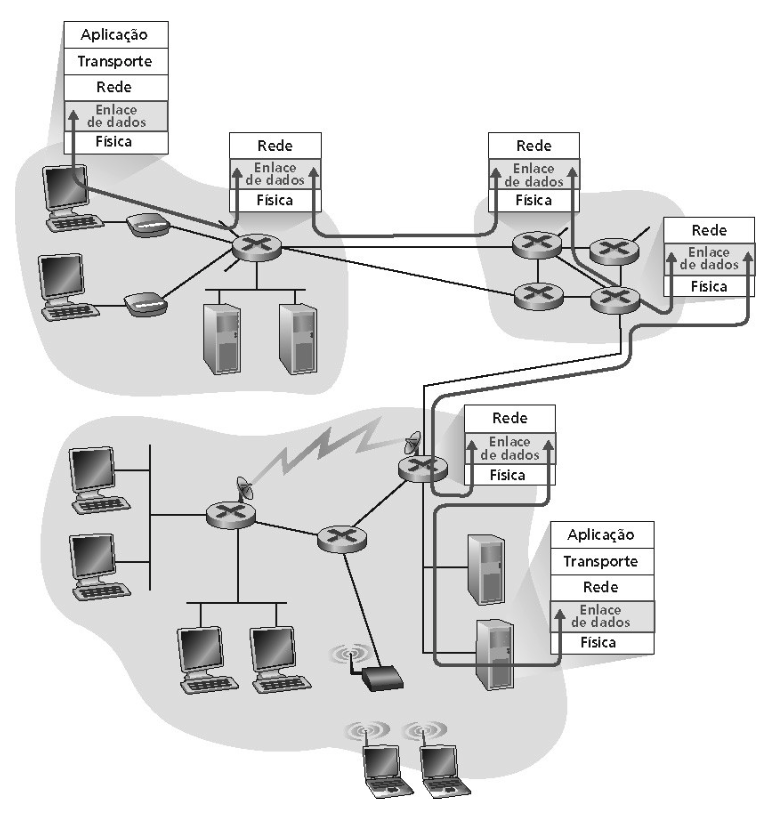 Aplicação
Transporte
Rede
Enlace
de dados
Física
Rede
Enlace
de dados
Física
Rede
Enlace
de dados
Física
Rede
Enlace
de dados
Física
Rede
Enlace
de dados
Física
Aplicação
Transporte
Rede
Enlace
de dados
Física